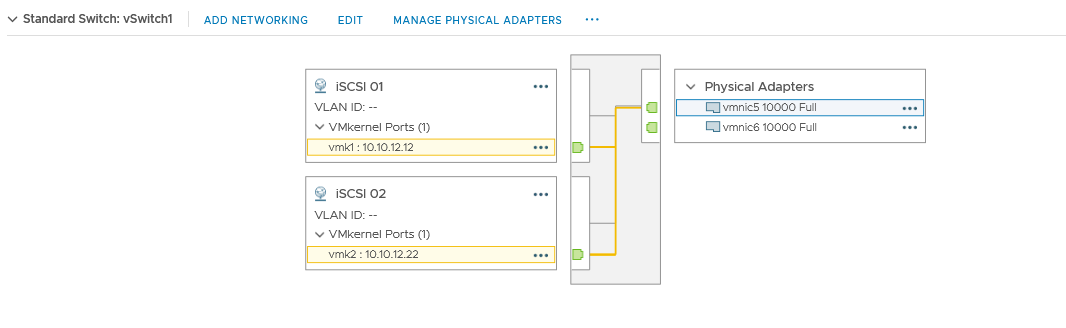 Standard Switch: vSwitch1 ADD NETWORKING EDIT MANAGE PHYSICAL ADAPTERS ...
iSCSI 01 ...
VLAN ID: --
VMkernel Ports (1)
vmk1 : 10.10.12.12 ...
iSCSI 02 ...
VLAN ID: --
VMkernel Ports (1)
vmk2 : 10.10.12.22 ...
Physical Adapters
vmnic5 10000 Full ...
vmnic6 10000 Full ...